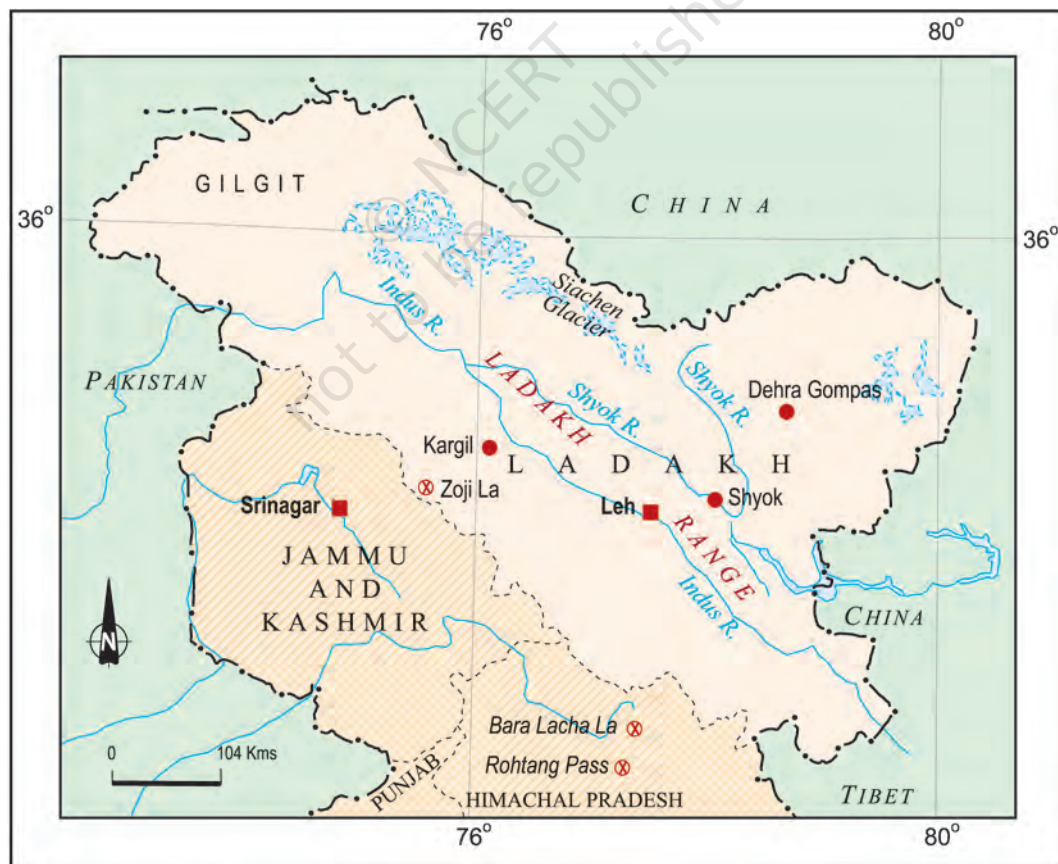 76°
80°
© NCERT
not to be republished
GILGIT
CHINA
36°
36°
Siachen
Glacier
Indus R.
PAKISTAN
LADAKH
Shyok R.
Shyok R.
Dehra Gompas
Kargil
LADAKH
Zoji La
Srinagar
Leh
Shyok
RANGE
JAMMU
AND
KASHMIR
Indus R.
CHINA
N
Bara Lacha La
0
104 Kms
Rohtang Pass
PUNJAB
HIMACHAL PRADESH
TIBET
76°
80°